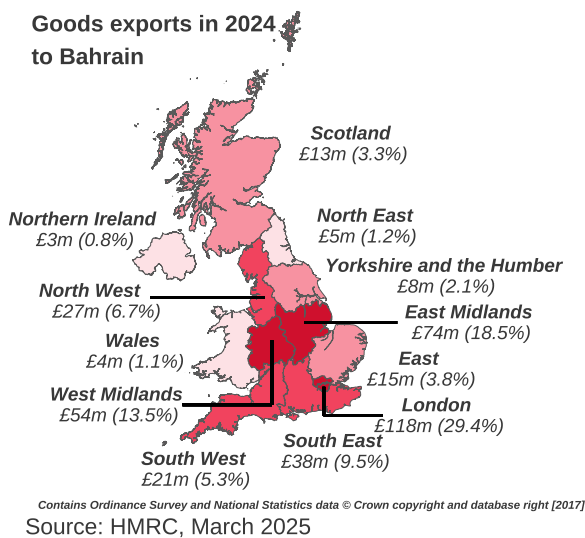 Goods exports in 2024
to Bahrain
Scotland
£13m (3.3%)
Northern Ireland
£3m (0.8%)
North East
£5m (1.2%)
Yorkshire and the Humber
£8m (2.1%)
North West
£27m (6.7%)
East Midlands
£74m (18.5%)
Wales
£4m (1.1%)
East
£15m (3.8%)
West Midlands
£54m (13.5%)
London
£118m (29.4%)
South East
£38m (9.5%)
South West
£21m (5.3%)
Contains Ordinance Survey and National Statistics data © Crown copyright and database right [2017]
Source: HMRC, March 2025